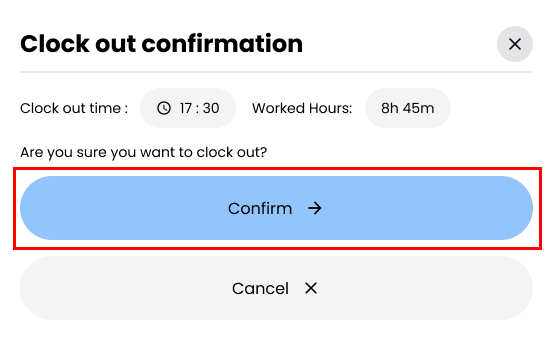 Clock out confirmation
Clock out time : 17 : 30 Worked Hours: 8h 45m
Are you sure you want to clock out?
Confirm
Cancel